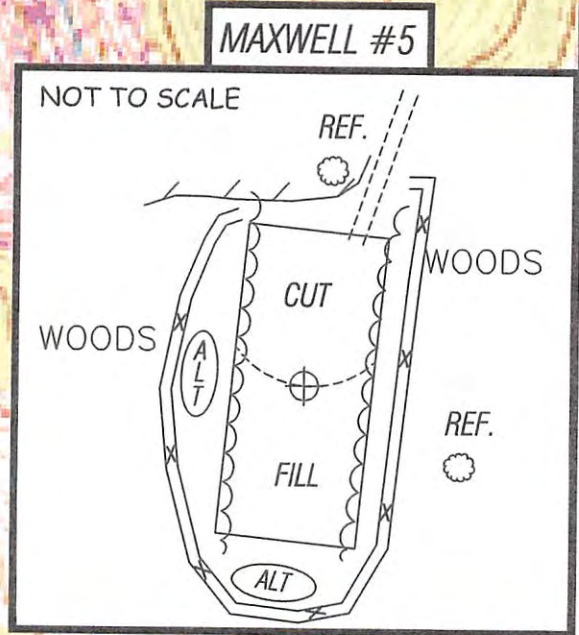 MAXWELL #5
NOT TO SCALE
REF.
WOODS
CUT
WOODS
ALT
REF.
FILL
ALT